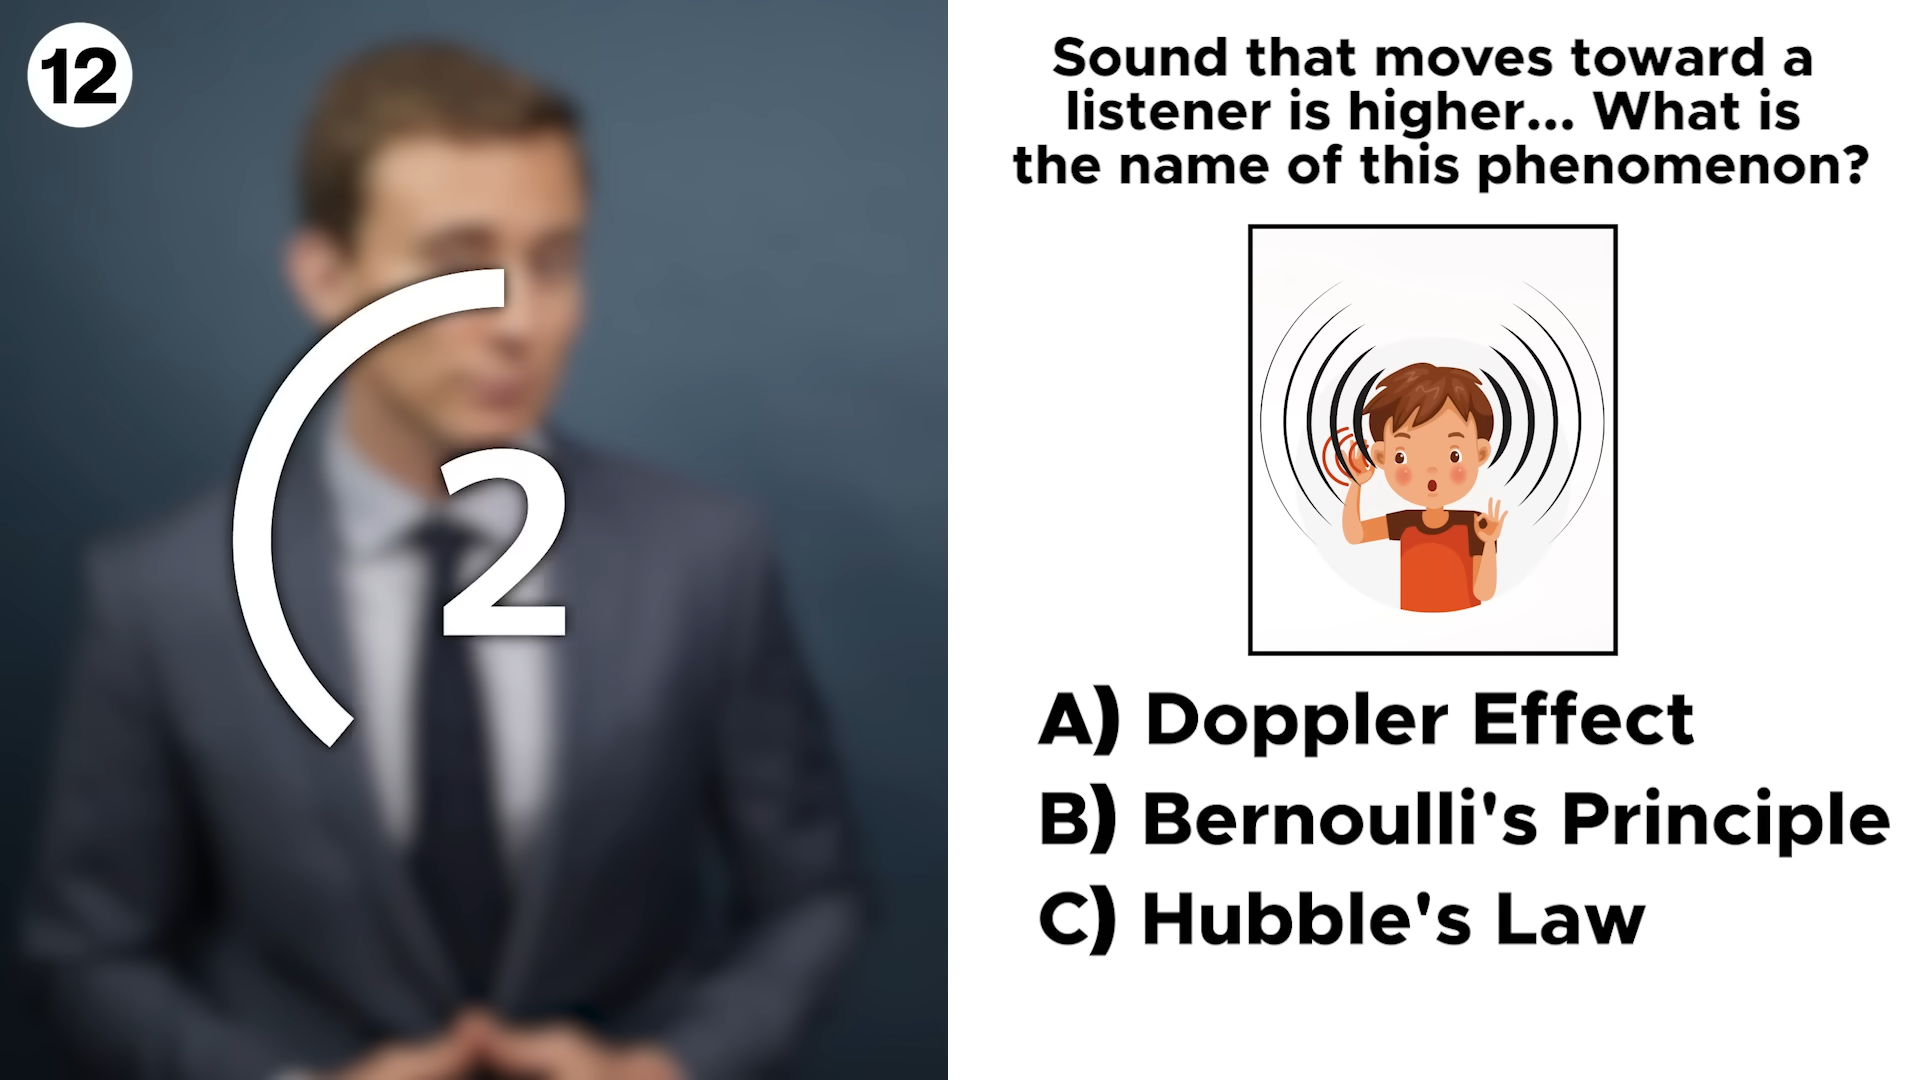 12
2
Sound that moves toward a
listener is higher... What is
the name of this phenomenon?
A) Doppler Effect
B) Bernoulli's Principle
C) Hubble's Law